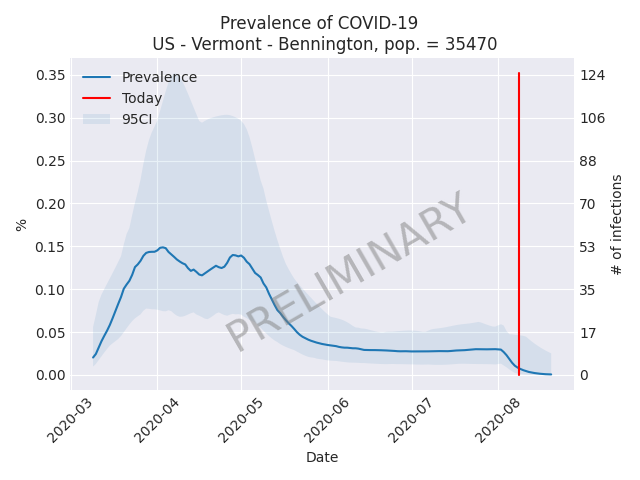 Prevalence of COVID-19
US - Vermont - Bennington, pop. = 35470
Prevalence
Today
95CI
0.35
0.30
0.25
0.20
0.15
0.10
0.05
0.00
%
124
106
88
70
53
35
17
0
# of infections
PRELIMINARY
2020-03
2020-04
2020-05
2020-06
2020-07
2020-08
Date